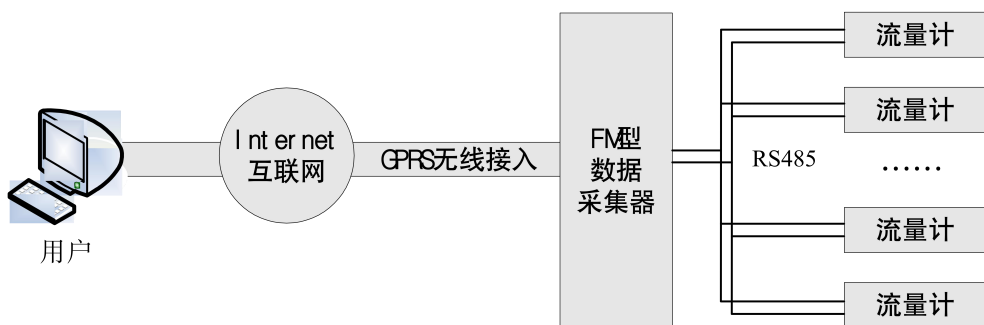 用户
Internet
互联网
GPRS无线接入
FM型
数据
采集器
RS485
流量计
流量计
……
流量计
流量计